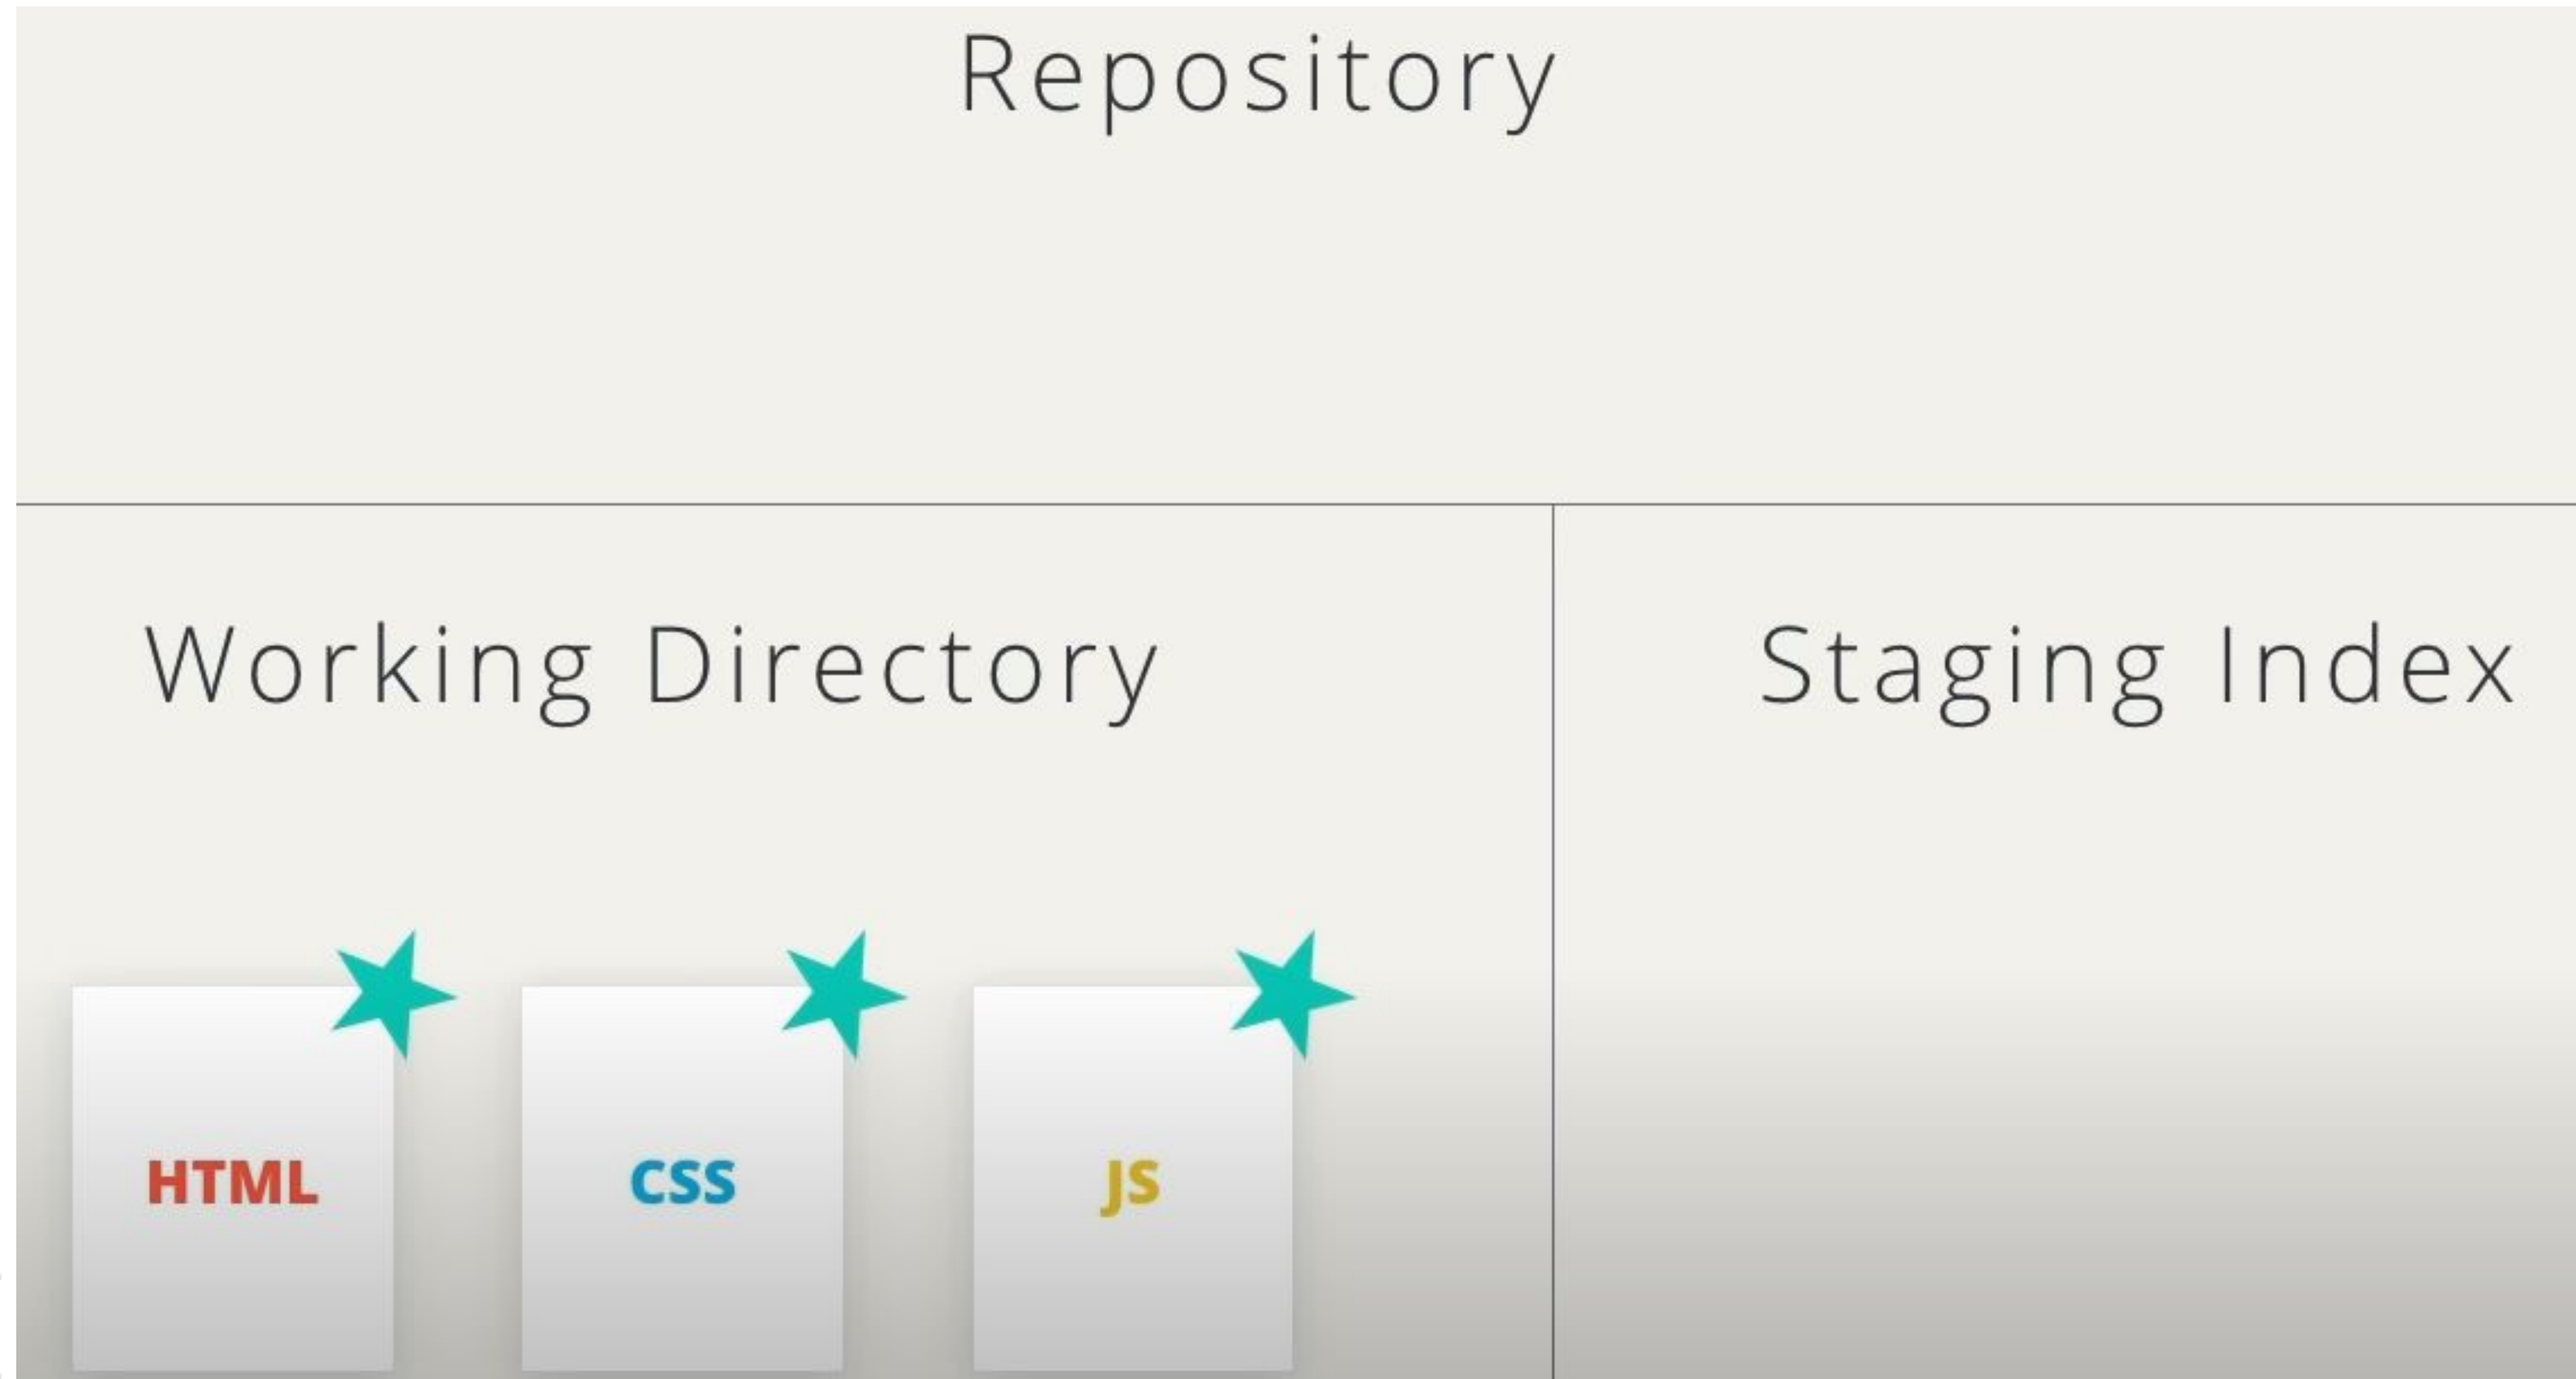 Repository
Working Directory
Staging Index
HTML
CSS
JS